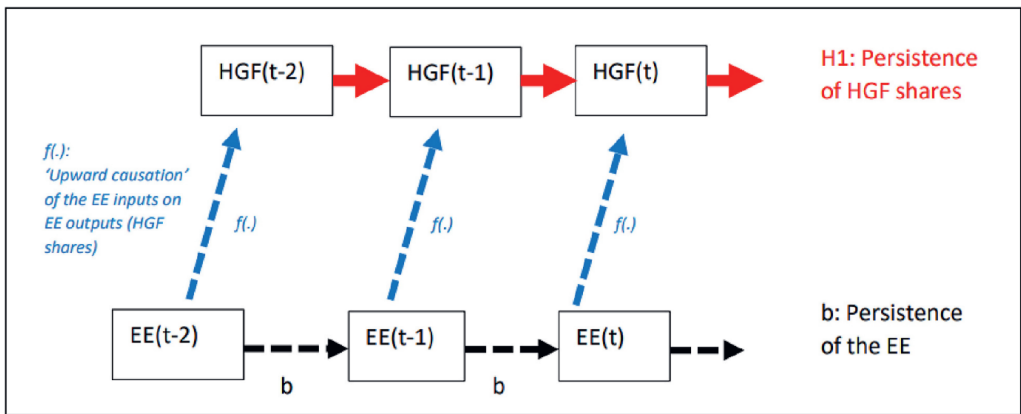 HGF(t-2)
HGF(t-1)
HGF(t)
H1: Persistence
of HGF shares
f(.):
‘Upward causation’
of the EE inputs on
EE outputs (HGF
shares)
f(.)
f(.)
f(.)
EE(t-2)
EE(t-1)
EE(t)
b: Persistence
of the EE
b
b